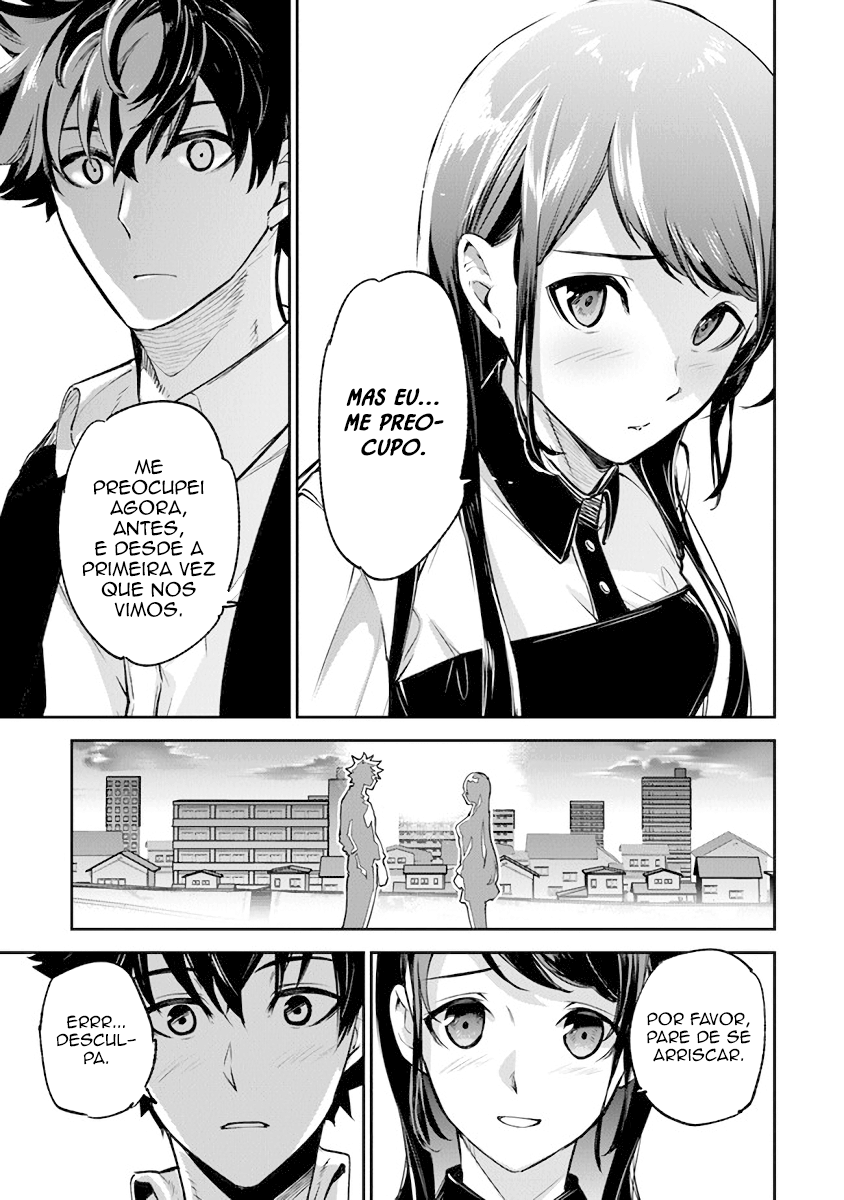 MAS EU...
ME PREO-
CUPO.
ME
PREOCUPEI
AGORA,
ANTES,
E DESDE A
PRIMEIRA VEZ
QUE NOS
VIMOS.
POR FAVOR,
PARE DE SE
ARRISCAR.
ERRR...
DESCUL-
PA.